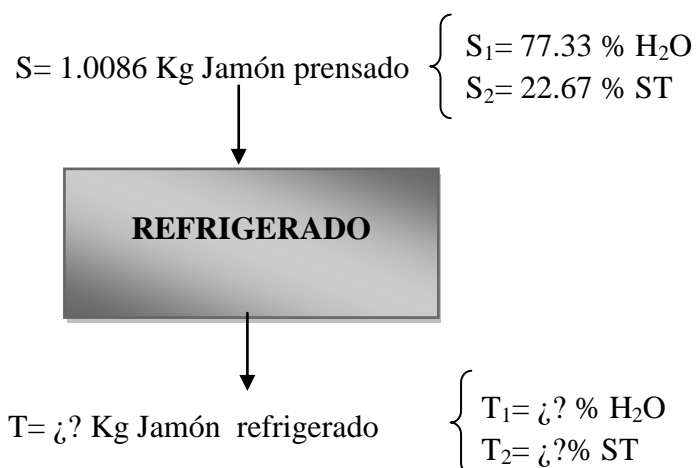 S= 1.0086 Kg Jamón prensado
S₁= 77.33 % H₂O
S₂= 22.67 % ST
REFRIGERADO
T= ¿? Kg Jamón refrigerado
T₁= ¿? % H₂O
T₂= ¿?% ST